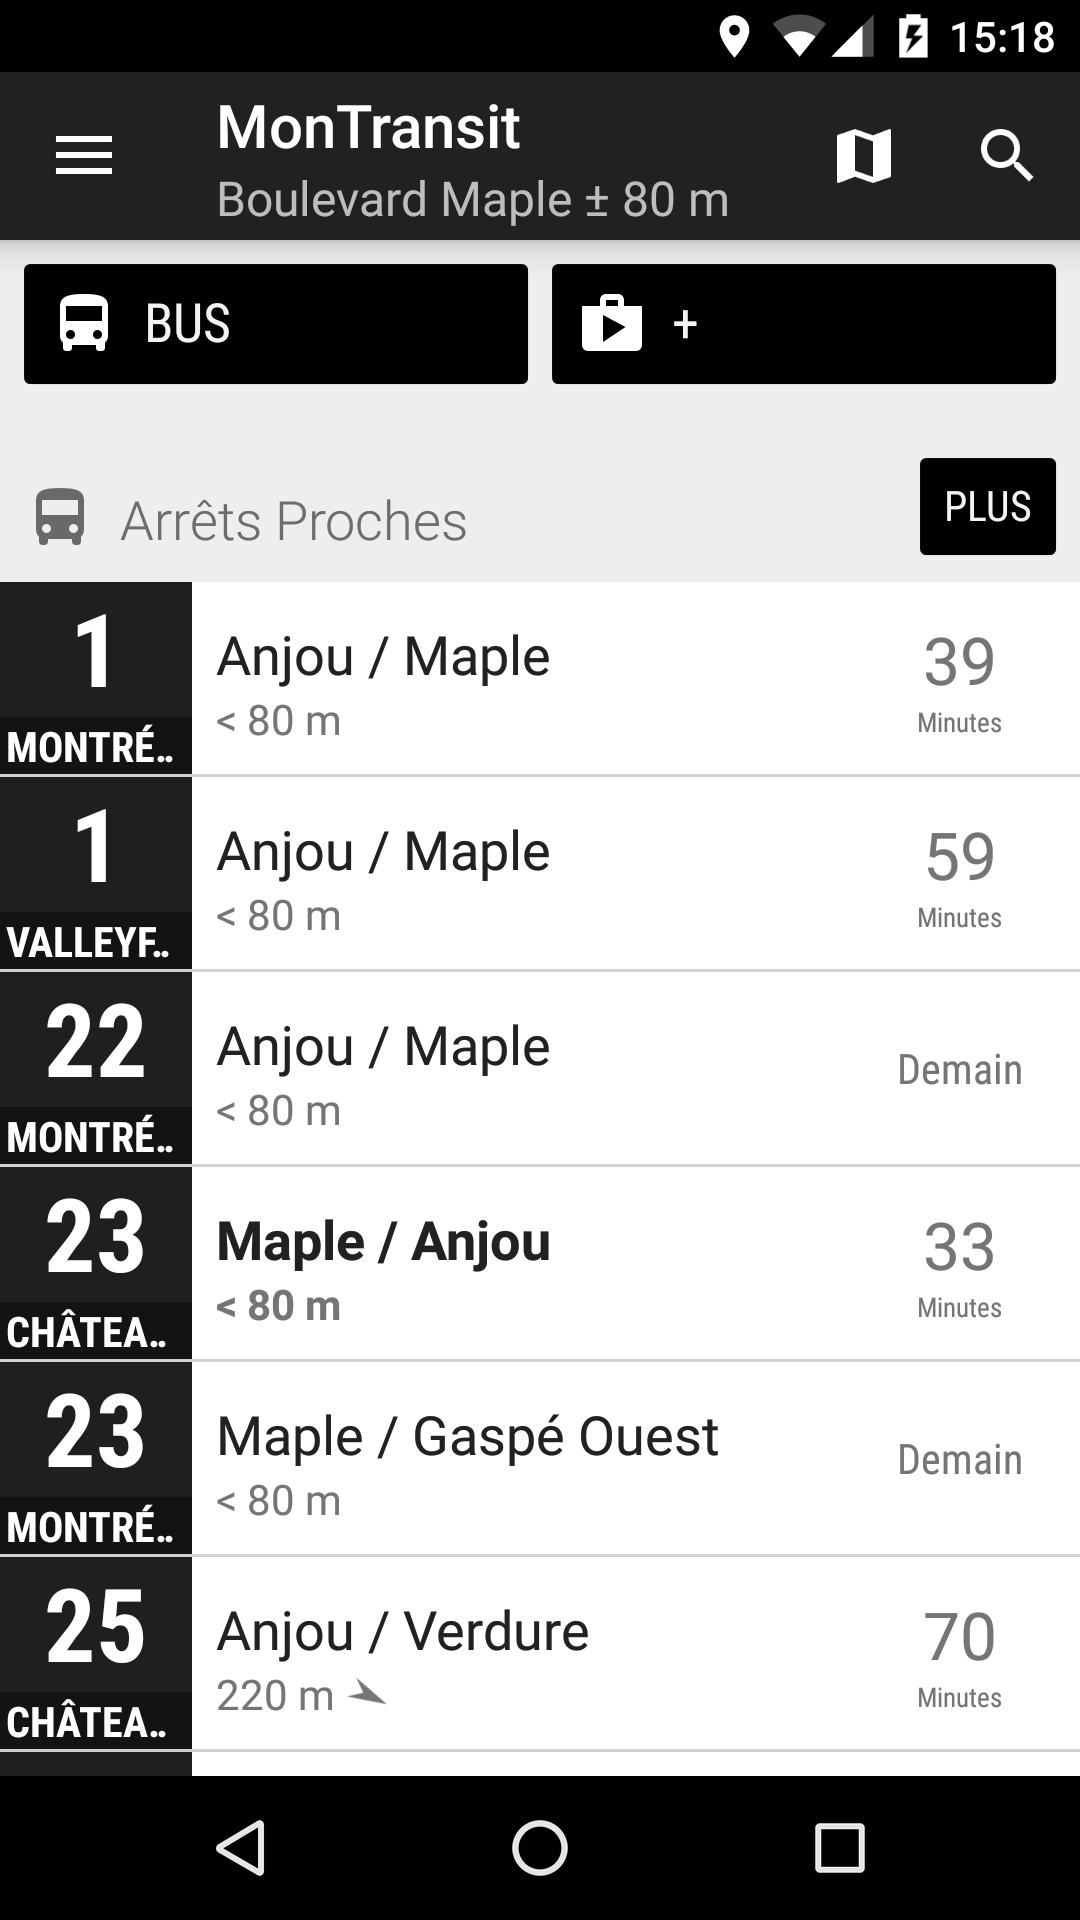 15:18
MonTransit
Boulevard Maple ± 80 m
BUS
+
Arrêts Proches
PLUS
1
MONTRÉ..
Anjou / Maple
< 80 m
39
Minutes
1
VALLEYF..
Anjou / Maple
< 80 m
59
Minutes
22
MONTRÉ..
Anjou / Maple
< 80 m
Demain
23
CHÂTEA..
Maple / Anjou
< 80 m
33
Minutes
23
MONTRÉ..
Maple / Gaspé Ouest
< 80 m
Demain
25
CHÂTEA..
Anjou / Verdure
220 m
70
Minutes